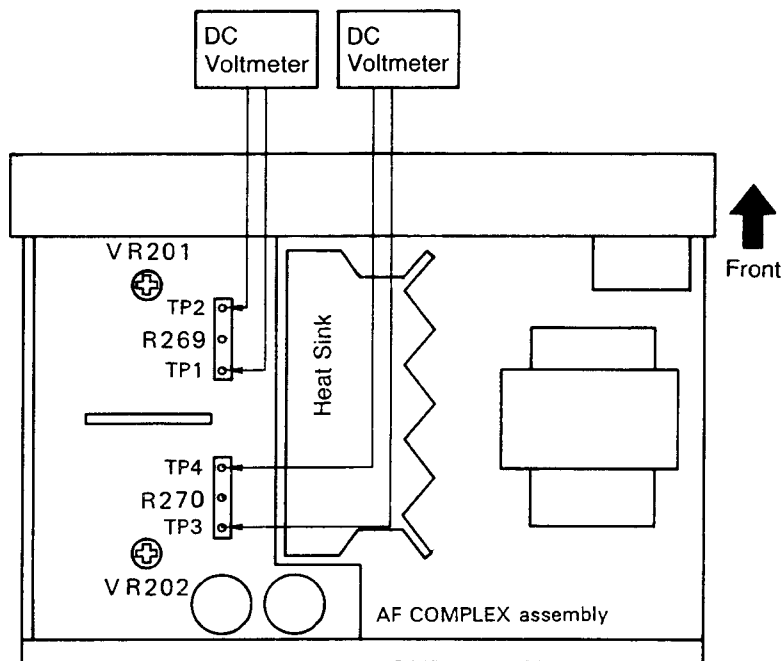 DC
Voltmeter
DC
Voltmeter
Front
VR201
TP2
R269
TP1
Heat Sink
TP4
R270
TP3
VR202
AF COMPLEX assembly